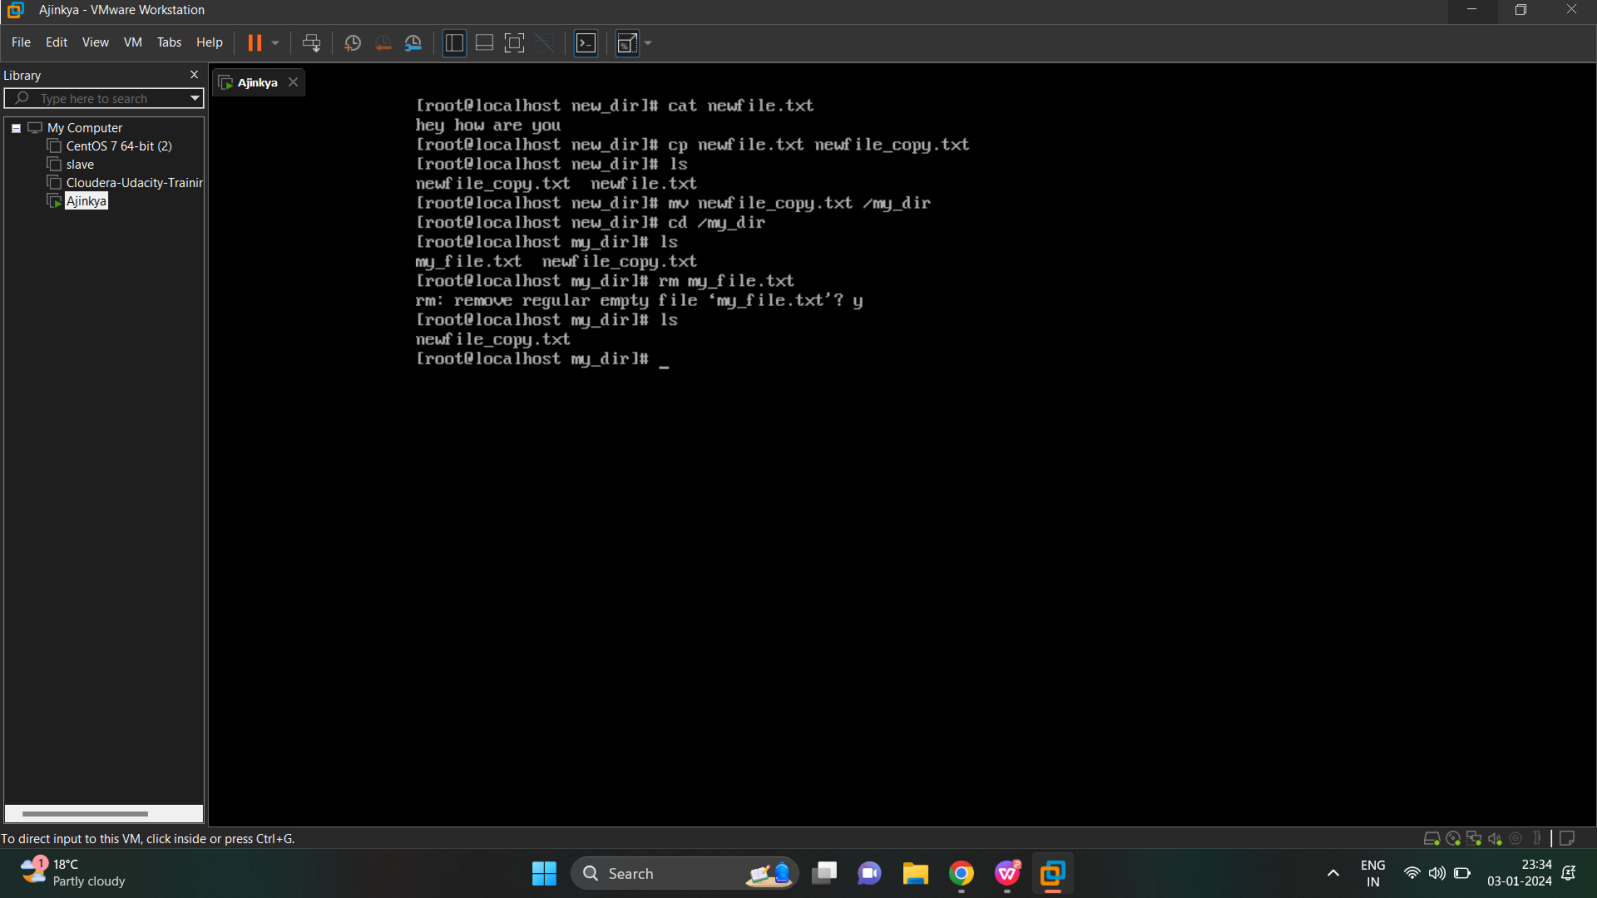 Ajinkya - VMware Workstation
File Edit View VM Tabs Help
Library
Type here to search
My Computer
CentOS 7 64-bit (2)
slave
Cloudera-Udacity-Trainir
Ajinkya
Ajinkya
[root@localhost new_dir]# cat newfile.txt
hey how are you
[root@localhost new_dir]# cp newfile.txt newfile_copy.txt
[root@localhost new_dir]# ls
newfile_copy.txt  newfile.txt
[root@localhost new_dir]# mv newfile_copy.txt /my_dir
[root@localhost new_dir]# cd /my_dir
[root@localhost my_dir]# ls
my_file.txt  newfile_copy.txt
[root@localhost my_dir]# rm my_file.txt
rm: remove regular empty file ‘my_file.txt’? y
[root@localhost my_dir]# ls
newfile_copy.txt
[root@localhost my_dir]# _
To direct input to this VM, click inside or press Ctrl+G.
1
18°C
Partly cloudy
Search
ENG
IN
23:34
03-01-2024